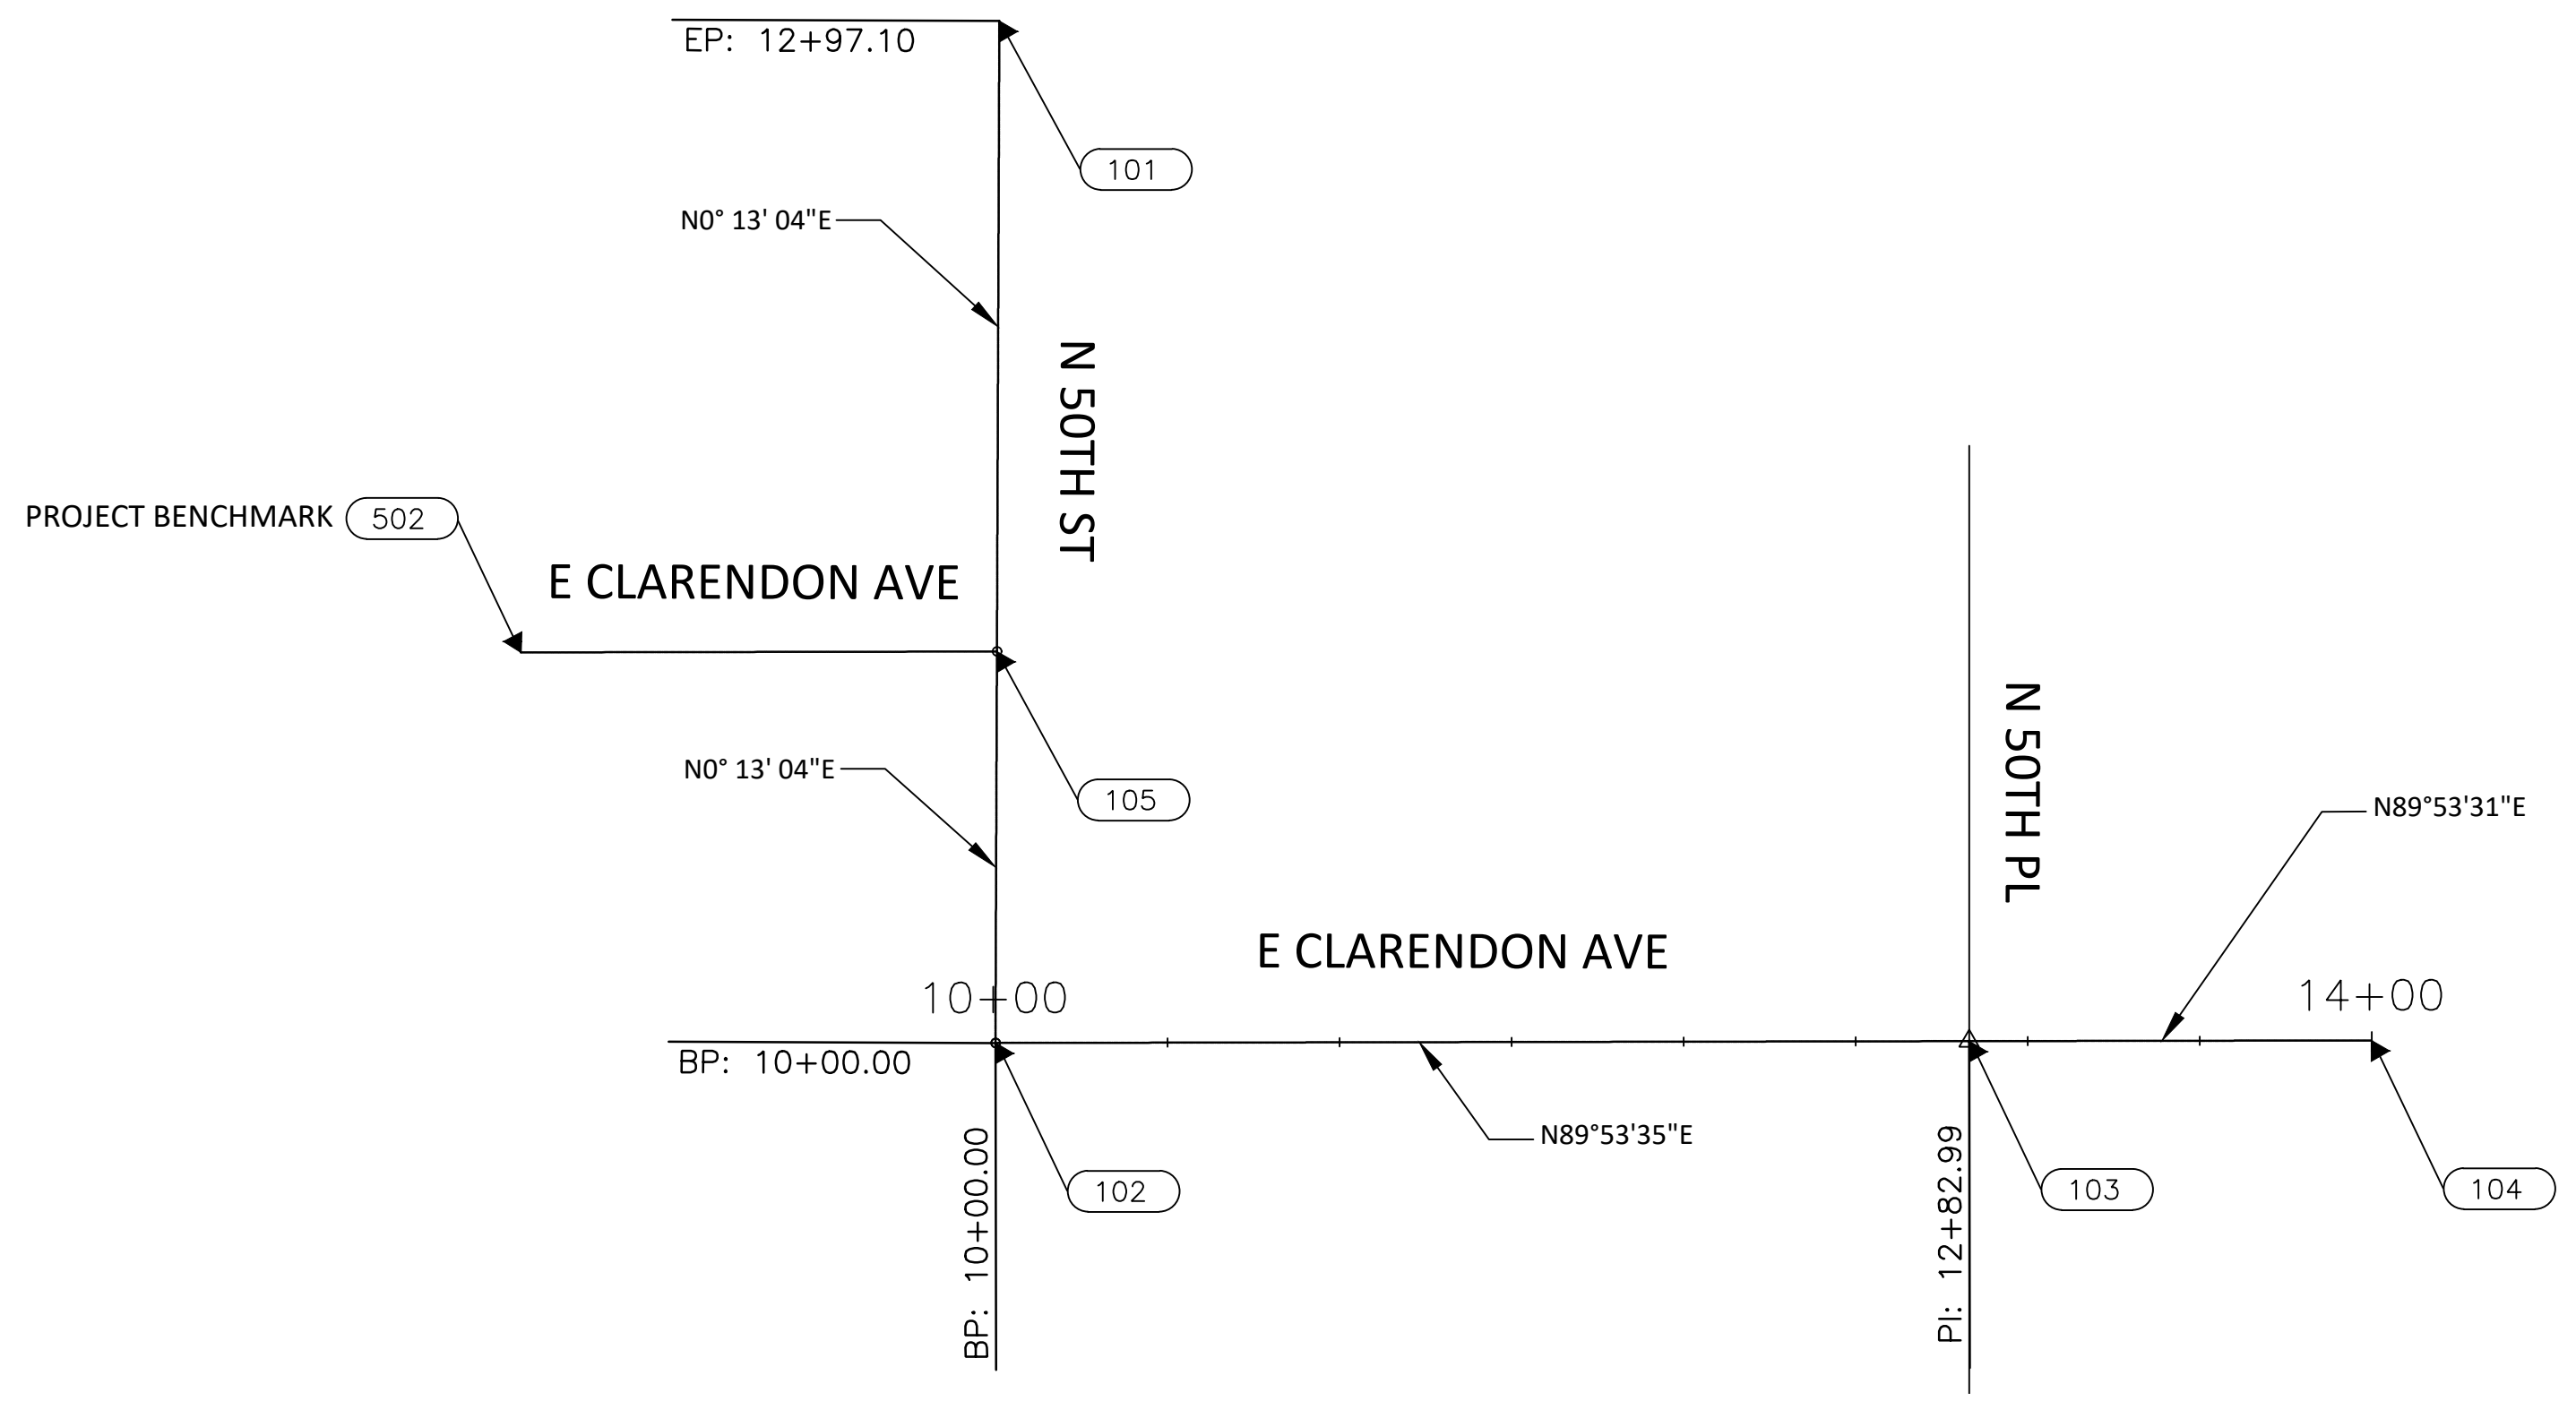 EP: 12+97.10
101
N0° 13' 04"E
N 50TH ST
PROJECT BENCHMARK 502
E CLARENDON AVE
N 50TH PL
N0° 13' 04"E
105
N89°53'31"E
E CLARENDON AVE
10+00
14+00
BP: 10+00.00
BP: 10+00.00
N89°53'35"E
PI: 12+82.99
102
103
104